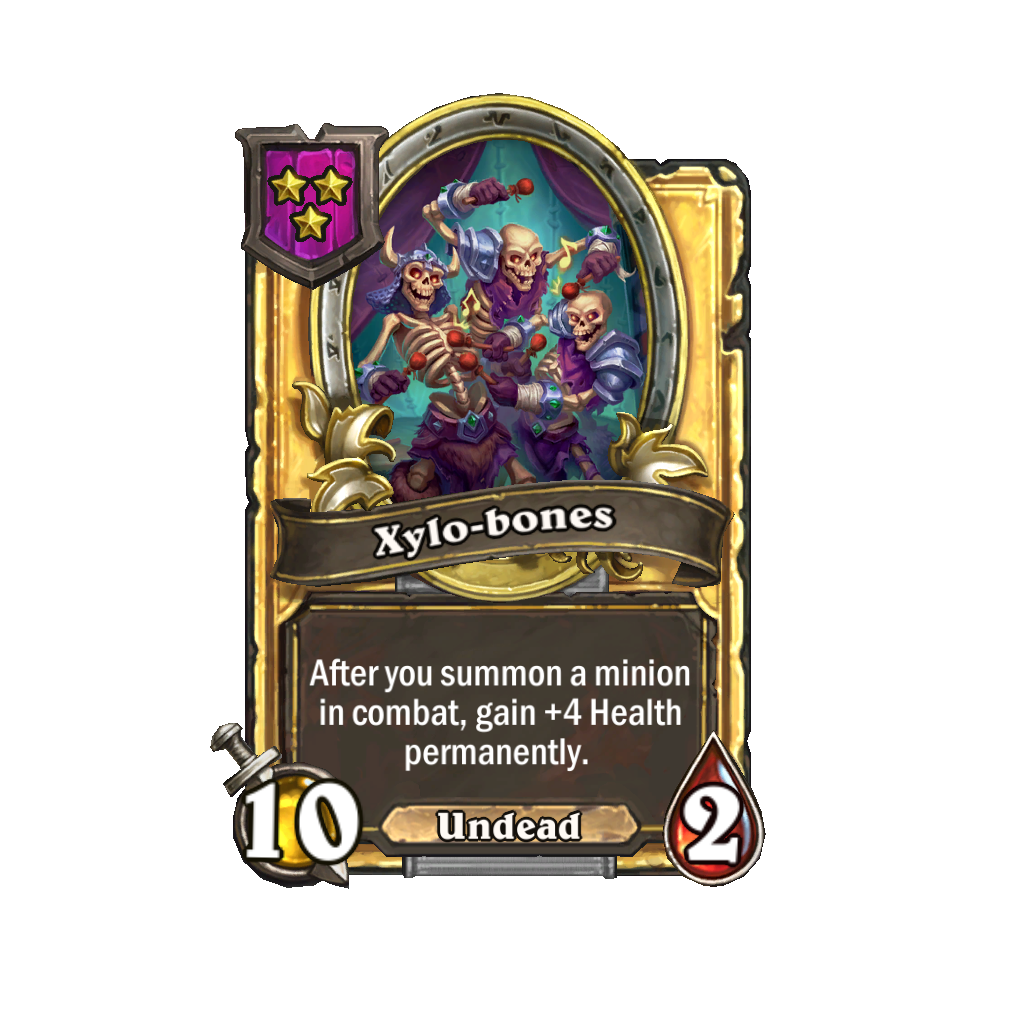 Xylo-bones
After you summon a minion
in combat, gain +4 Health
permanently.
10
Undead
2